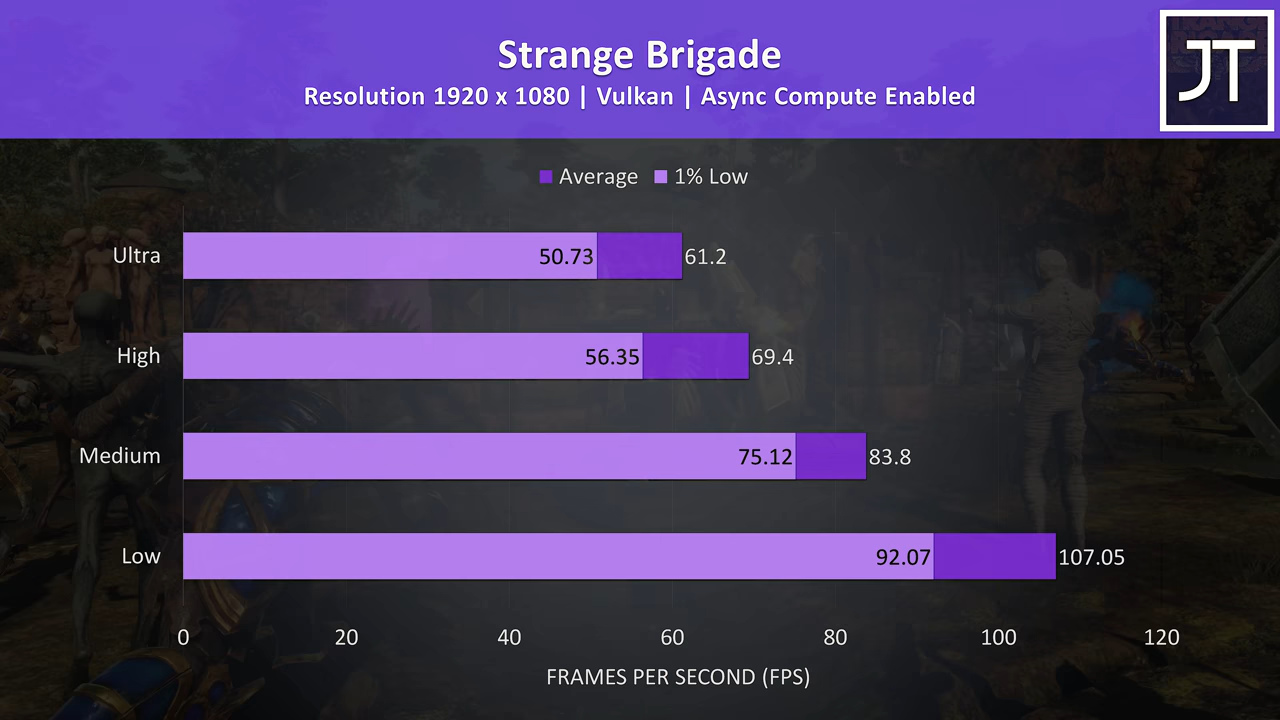 Strange Brigade
Resolution 1920 x 1080 | Vulkan | Async Compute Enabled
JT
Average 1% Low
Ultra 50.73 61.2
High 56.35 69.4
Medium 75.12 83.8
Low 92.07 107.05
0 20 40 60 80 100 120
FRAMES PER SECOND (FPS)